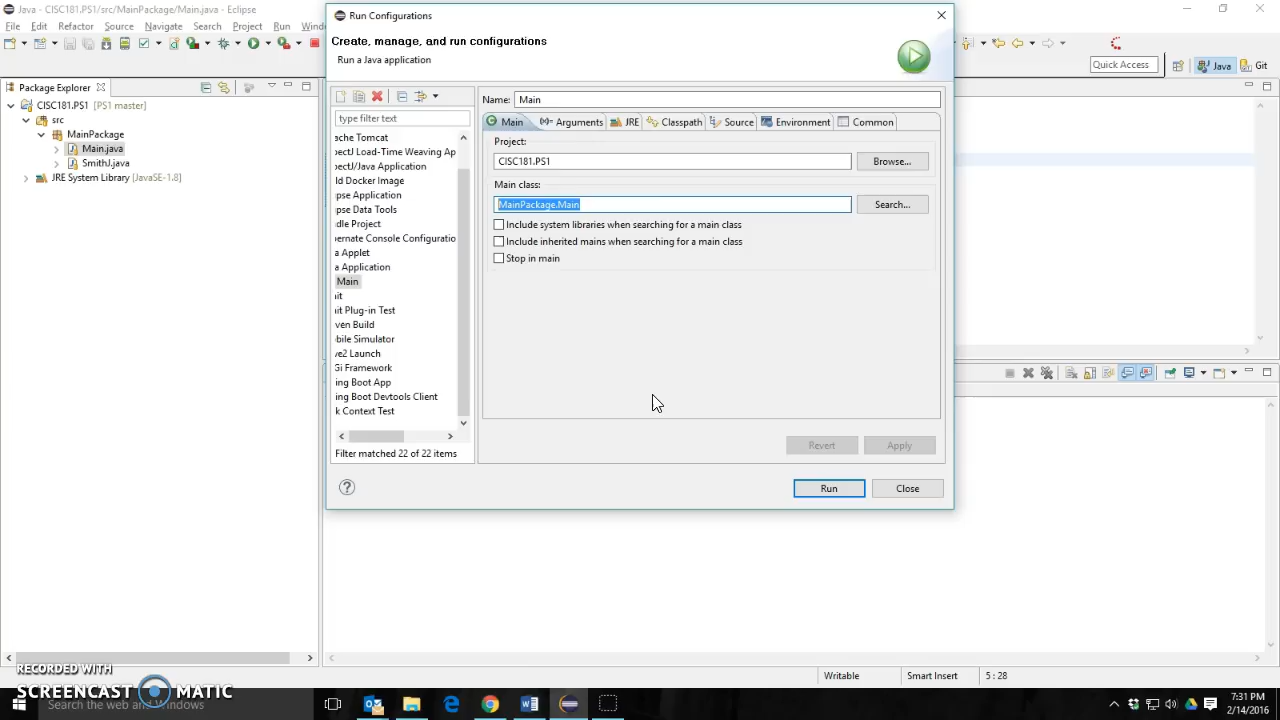 Java - CISC181.PS1/src/MainPackage/Main.java - Eclipse
File Edit Refactor Source Navigate Search Project Run Windo
Quick Access
Java
Git
Package Explorer
CISC181.PS1 [PS1 master]
src
MainPackage
Main.java
SmithJ.java
JRE System Library [JavaSE-1.8]
Run Configurations
Create, manage, and run configurations
Run a Java application
type filter text
ache Tomcat
pectJ Load-Time Weaving Ap
pectJ/Java Application
ld Docker Image
ipse Application
ipse Data Tools
dle Project
bernate Console Configuratio
a Applet
a Application
Main
it
it Plug-in Test
ven Build
bile Simulator
ve2 Launch
Gi Framework
ing Boot App
ing Boot Devtools Client
k Context Test
Filter matched 22 of 22 items
Name: Main
Main Arguments JRE Classpath Source Environment Common
Project:
CISC181.PS1
Browse...
Main class:
MainPackage.Main
Search...
Include system libraries when searching for a main class
Include inherited mains when searching for a main class
Stop in main
Revert
Apply
Run
Close
Writable
Smart Insert
5 : 28
RECORDED WITH
SCREENCAST MATIC
Search the web and Windows
7:31 PM
2/14/2016